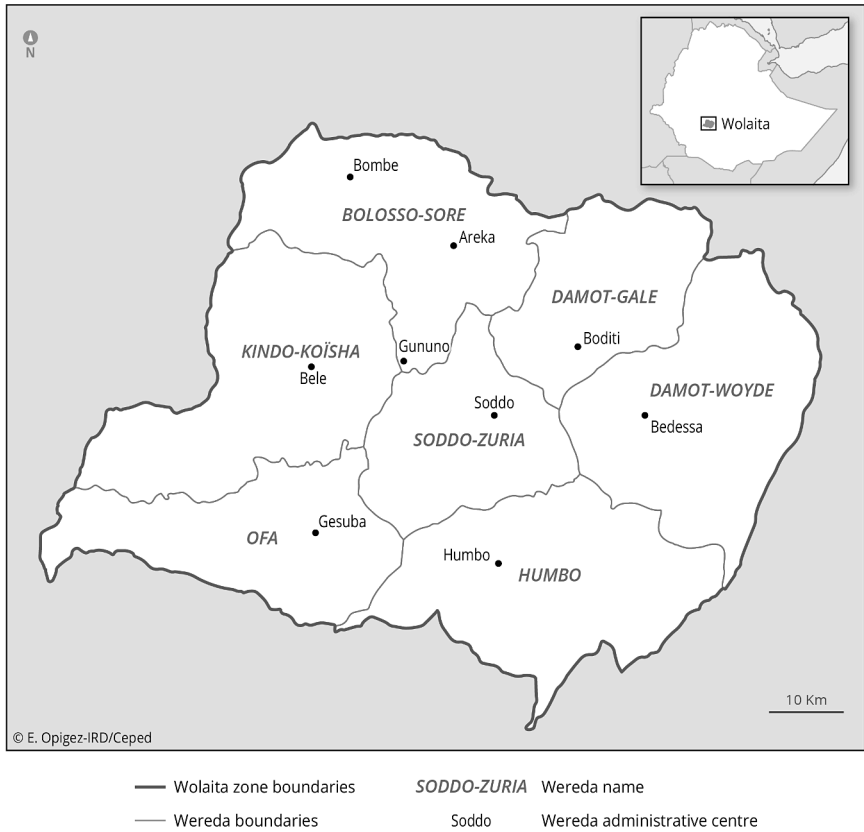 N
Wolaita
Bombe
BOLOSSO-SORE
Areka
DAMOT-GALE
Boditi
Gununo
KINDO-KOÏSHA
Bele
DAMOT-WOYDE
Soddo
Bedessa
SODDO-ZURIA
Gesuba
OFA
Humbo
HUMBO
10 Km
© E. Opigez-IRD/Ceped
Wolaita zone boundaries
SODDO-ZURIA Wereda name
Wereda boundaries
Soddo Wereda administrative centre